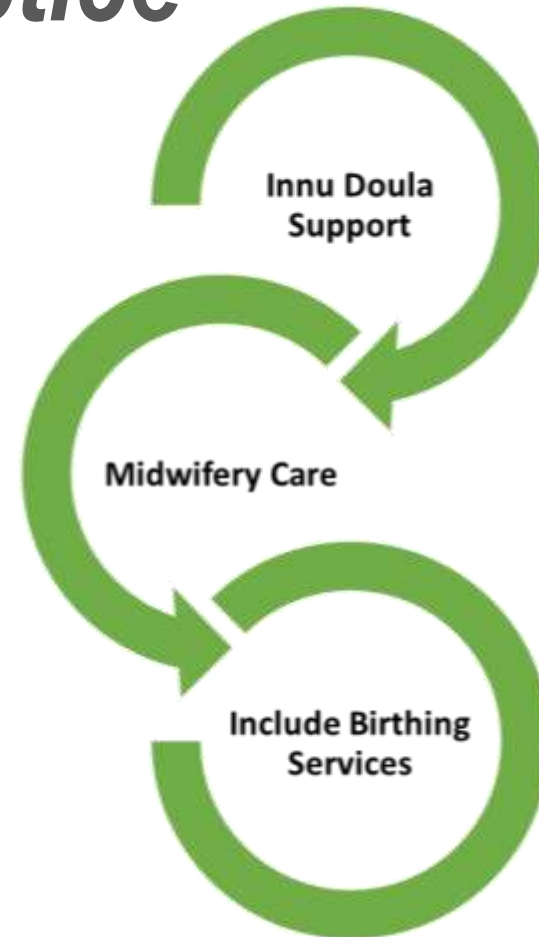 Innu Doula
Support
Midwifery Care
Include Birthing
Services